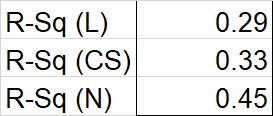 R-Sq (L) 0.29
R-Sq (CS) 0.33
R-Sq (N) 0.45